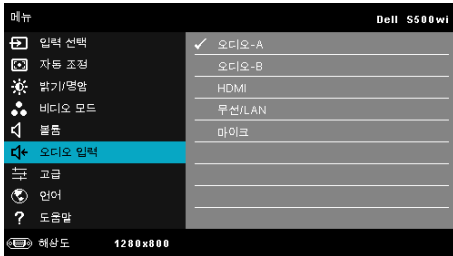 메뉴
Dell S500wi
입력 선택
자동 조정
밝기/명암
비디오 모드
볼륨
오디오 입력
고급
언어
도움말
✓ 오디오-A
오디오-B
HDMI
무선/LAN
마이크
해상도 1280x800